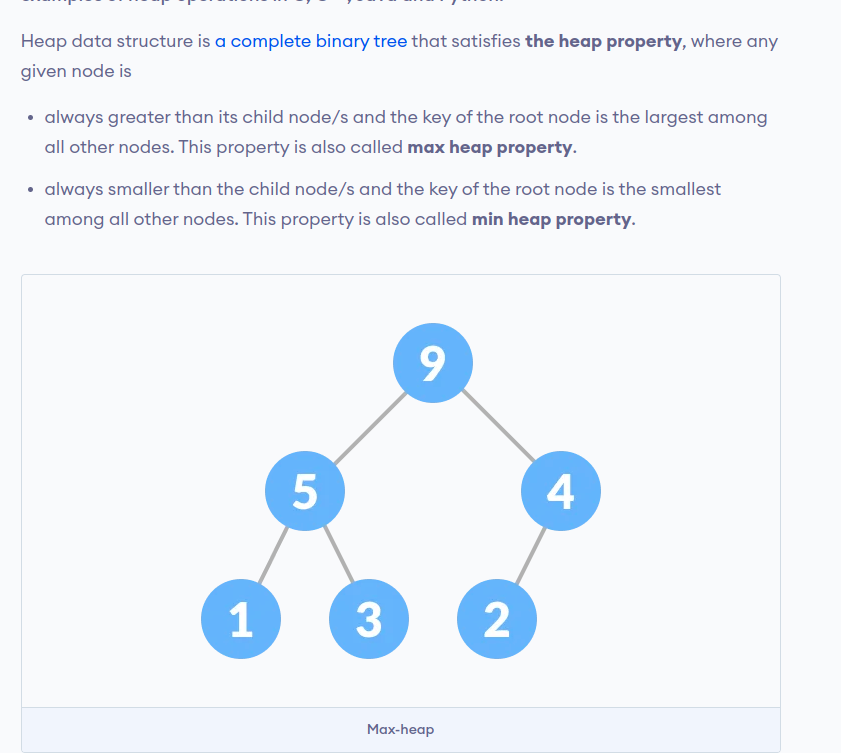 Heap data structure is a complete binary tree that satisfies the heap property, where any
given node is
• always greater than its child node/s and the key of the root node is the largest among
all other nodes. This property is also called max heap property.
• always smaller than the child node/s and the key of the root node is the smallest
among all other nodes. This property is also called min heap property.
9
5 4
1 3 2
Max-heap